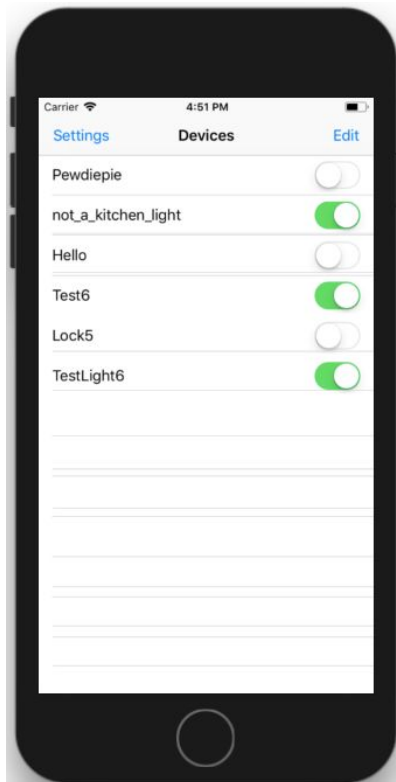 Carrier 4:51 PM
Settings Devices Edit
Pewdiepie
not_a_kitchen_light
Hello
Test6
Lock5
TestLight6